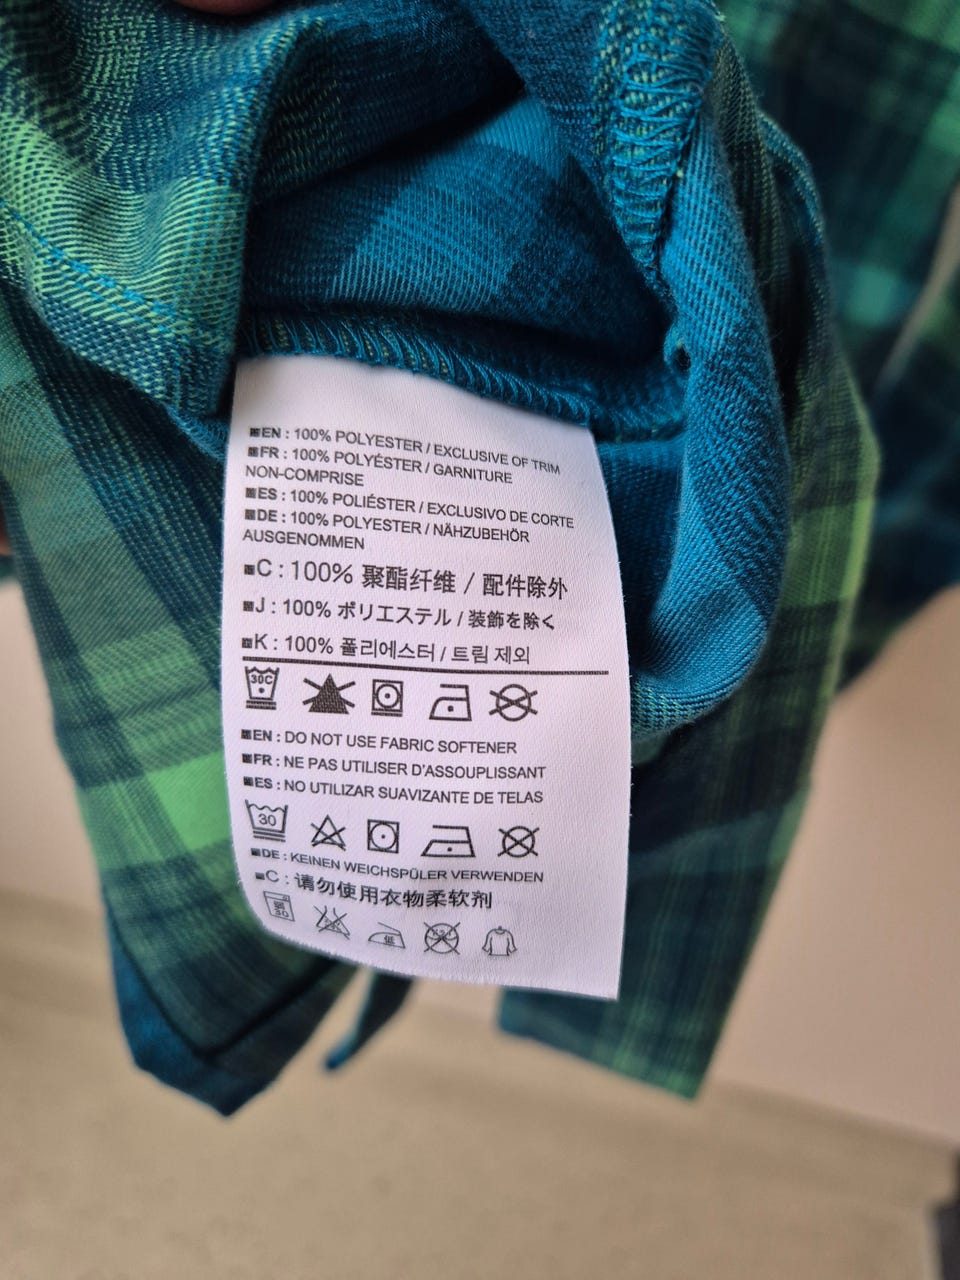 EN : 100% POLYESTER / EXCLUSIVE OF TRIM
FR : 100% POLYÉSTER / GARNITURE
NON-COMPRISE
ES : 100% POLIÉSTER / EXCLUSIVO DE CORTE
DE : 100% POLYESTER / NÄHZUBEHÖR
AUSGENOMMEN
C : 100% 聚酯纤维 / 配件除外
J : 100% ポリエステル / 装飾を除く
K : 100% 폴리에스터 / 트림 제외
30C
EN : DO NOT USE FABRIC SOFTENER
FR : NE PAS UTILISER D'ASSOUPLISSANT
ES : NO UTILIZAR SUAVIZANTE DE TELAS
30
DE : KEINEN WEICHSPÜLER VERWENDEN
C : 请勿使用衣物柔软剂
30 低